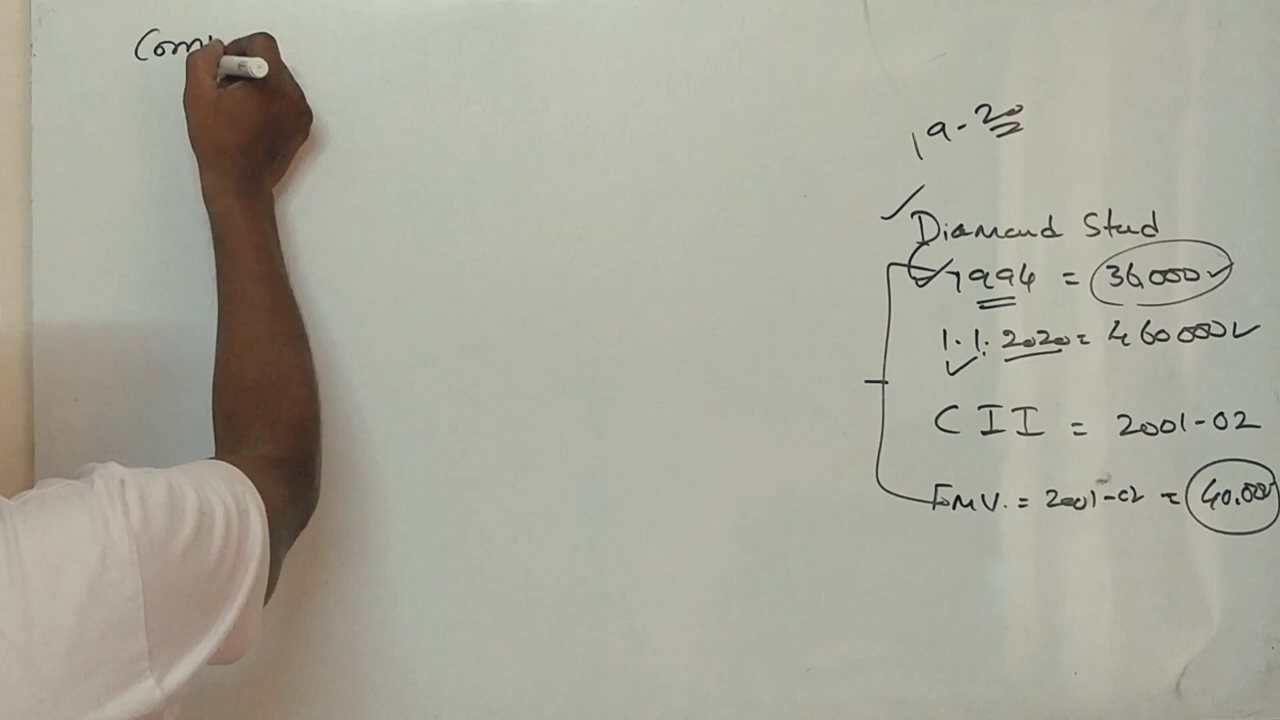 Com
19-20
Diamond Stud
1994 = 36,000
1.1.2020 = 460000
CII = 2001-02
F.M.V. = 2001-02 = 40,000